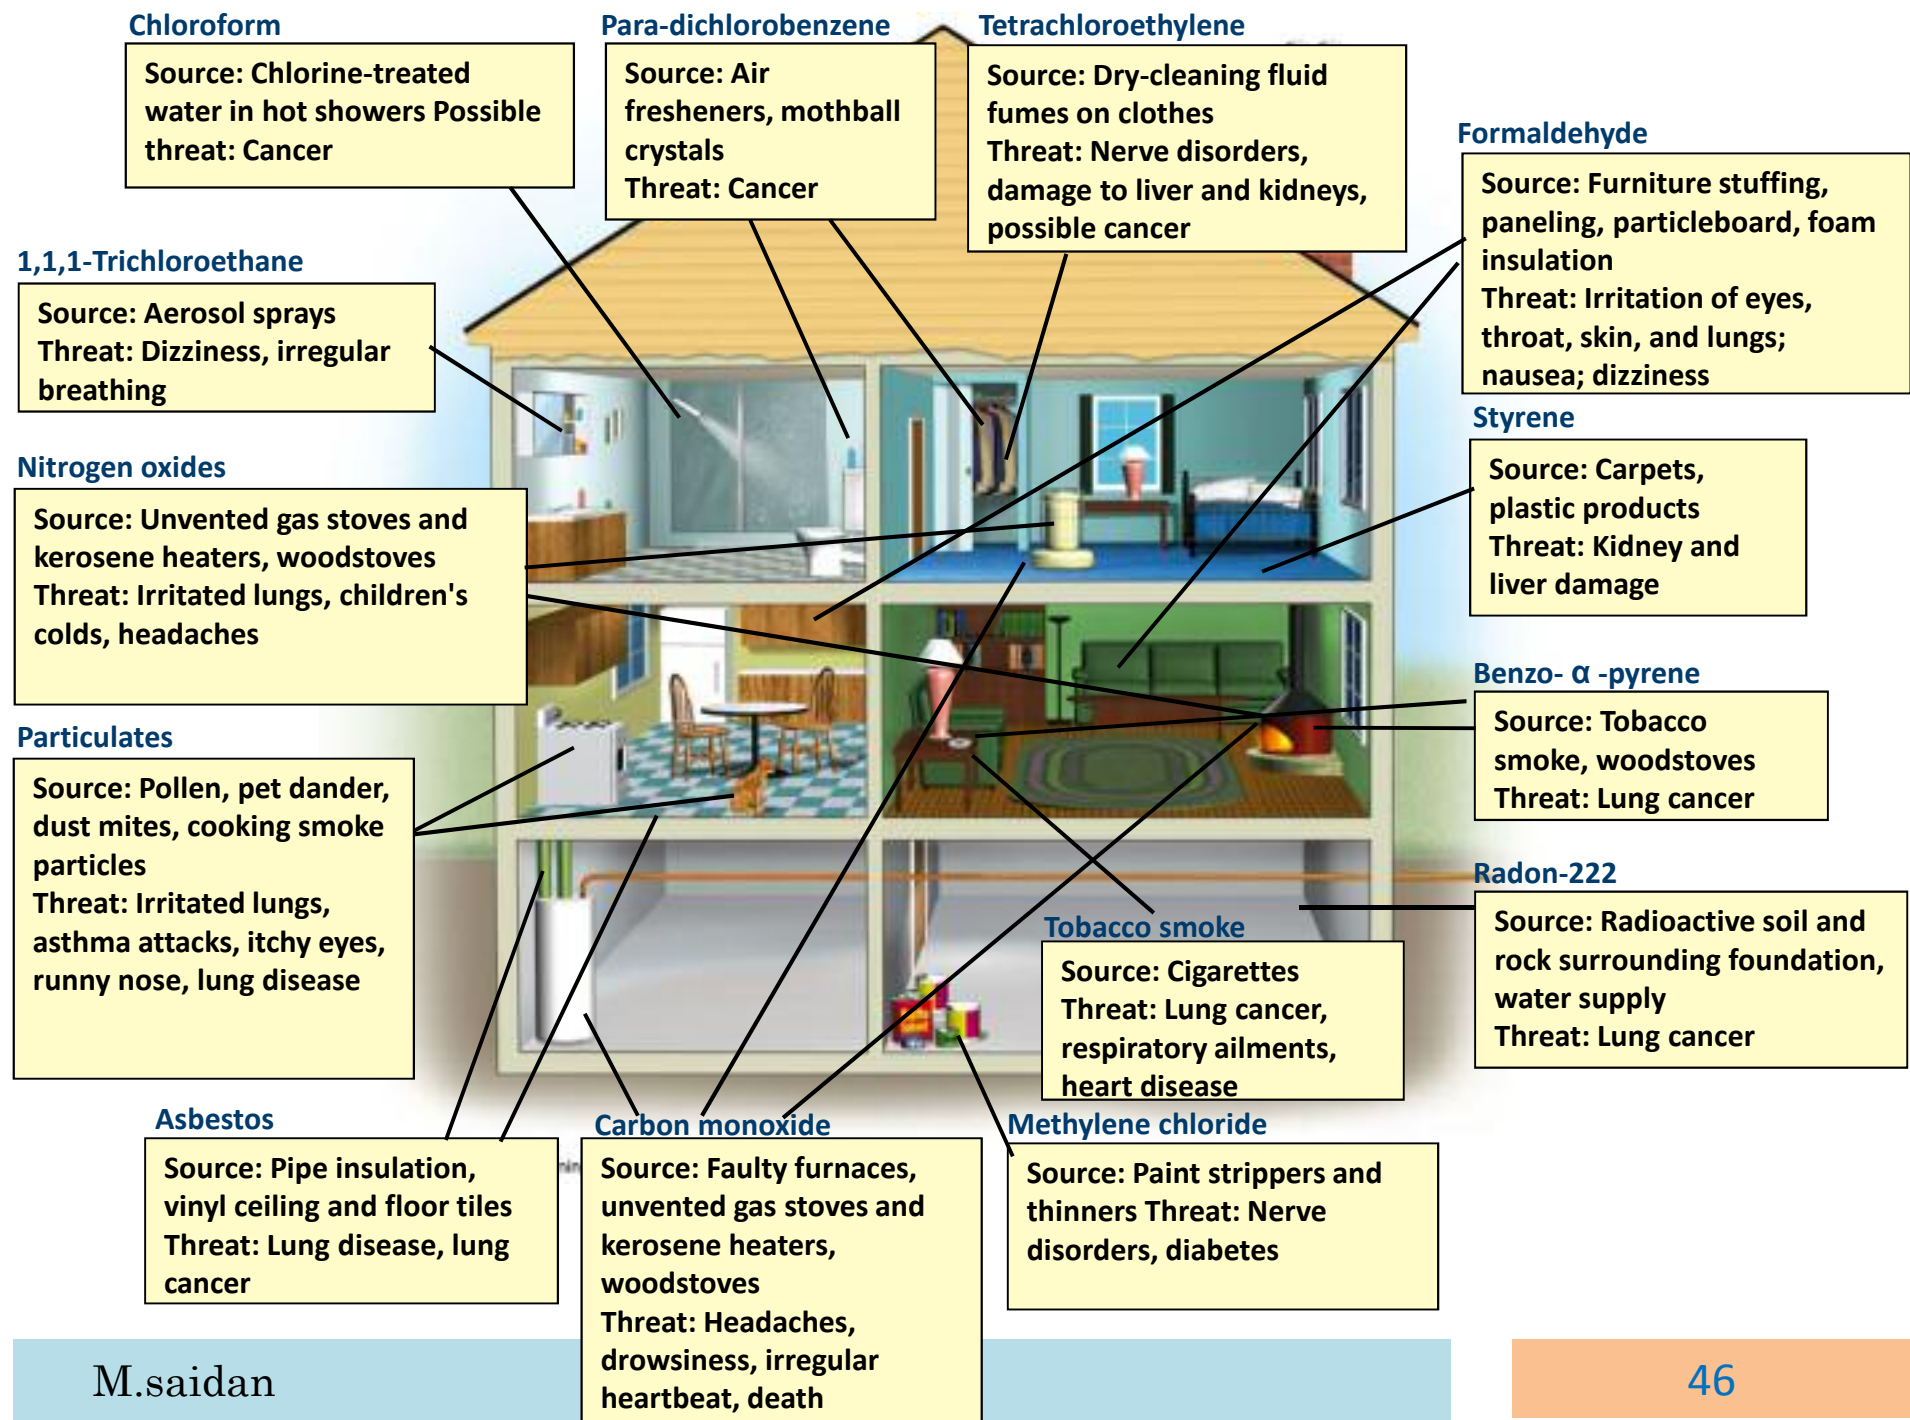 Chloroform
Source: Chlorine-treated
water in hot showers Possible
threat: Cancer
Para-dichlorobenzene
Source: Air
fresheners, mothball
crystals
Threat: Cancer
Tetrachloroethylene
Source: Dry-cleaning fluid
fumes on clothes
Threat: Nerve disorders,
damage to liver and kidneys,
possible cancer
Formaldehyde
Source: Furniture stuffing,
paneling, particleboard, foam
insulation
Threat: Irritation of eyes,
throat, skin, and lungs;
nausea; dizziness
1,1,1-Trichloroethane
Source: Aerosol sprays
Threat: Dizziness, irregular
breathing
Styrene
Source: Carpets,
plastic products
Threat: Kidney and
liver damage
Nitrogen oxides
Source: Unvented gas stoves and
kerosene heaters, woodstoves
Threat: Irritated lungs, children's
colds, headaches
Benzo- α -pyrene
Source: Tobacco
smoke, woodstoves
Threat: Lung cancer
Particulates
Source: Pollen, pet dander,
dust mites, cooking smoke
particles
Threat: Irritated lungs,
asthma attacks, itchy eyes,
runny nose, lung disease
Radon-222
Source: Radioactive soil and
rock surrounding foundation,
water supply
Threat: Lung cancer
Tobacco smoke
Source: Cigarettes
Threat: Lung cancer,
respiratory ailments,
heart disease
Asbestos
Source: Pipe insulation,
vinyl ceiling and floor tiles
Threat: Lung disease, lung
cancer
Carbon monoxide
Source: Faulty furnaces,
unvented gas stoves and
kerosene heaters,
woodstoves
Threat: Headaches,
drowsiness, irregular
heartbeat, death
Methylene chloride
Source: Paint strippers and
thinners Threat: Nerve
disorders, diabetes
M.saidan
46